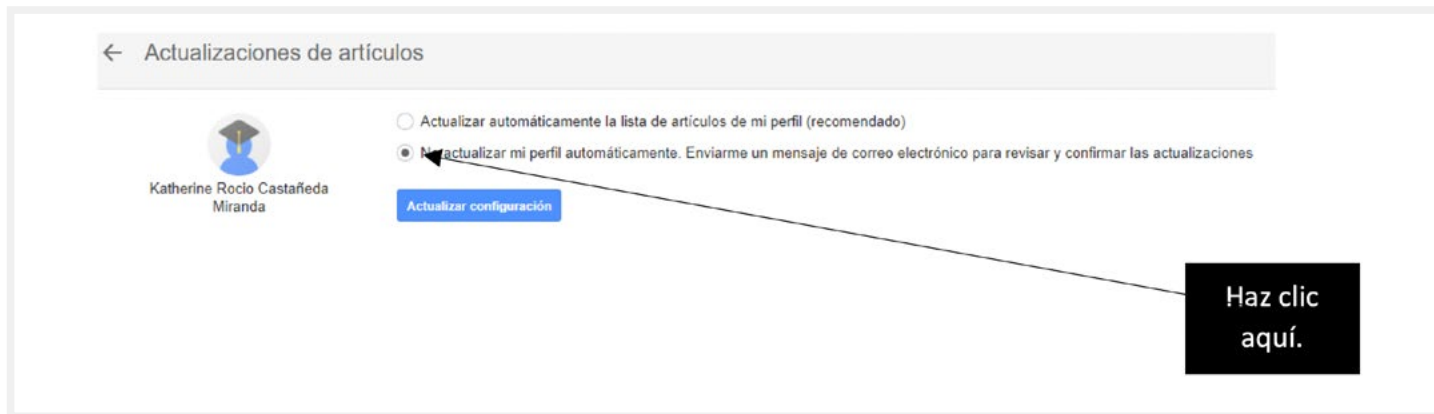 ← Actualizaciones de artículos
Actualizar automáticamente la lista de artículos de mi perfil (recomendado)
No actualizar mi perfil automáticamente. Enviarme un mensaje de correo electrónico para revisar y confirmar las actualizaciones
Katherine Rocio Castañeda
Miranda
Actualizar configuración
Haz clic
aquí.